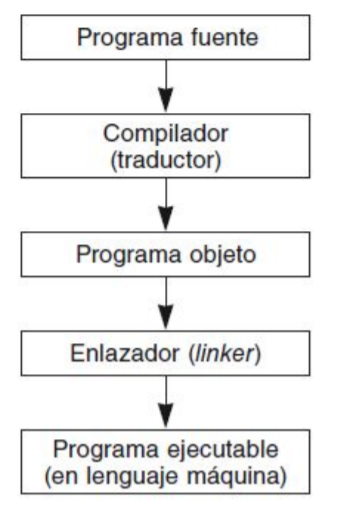 Programa fuente
Compilador
(traductor)
Programa objeto
Enlazador (linker)
Programa ejecutable
(en lenguaje máquina)